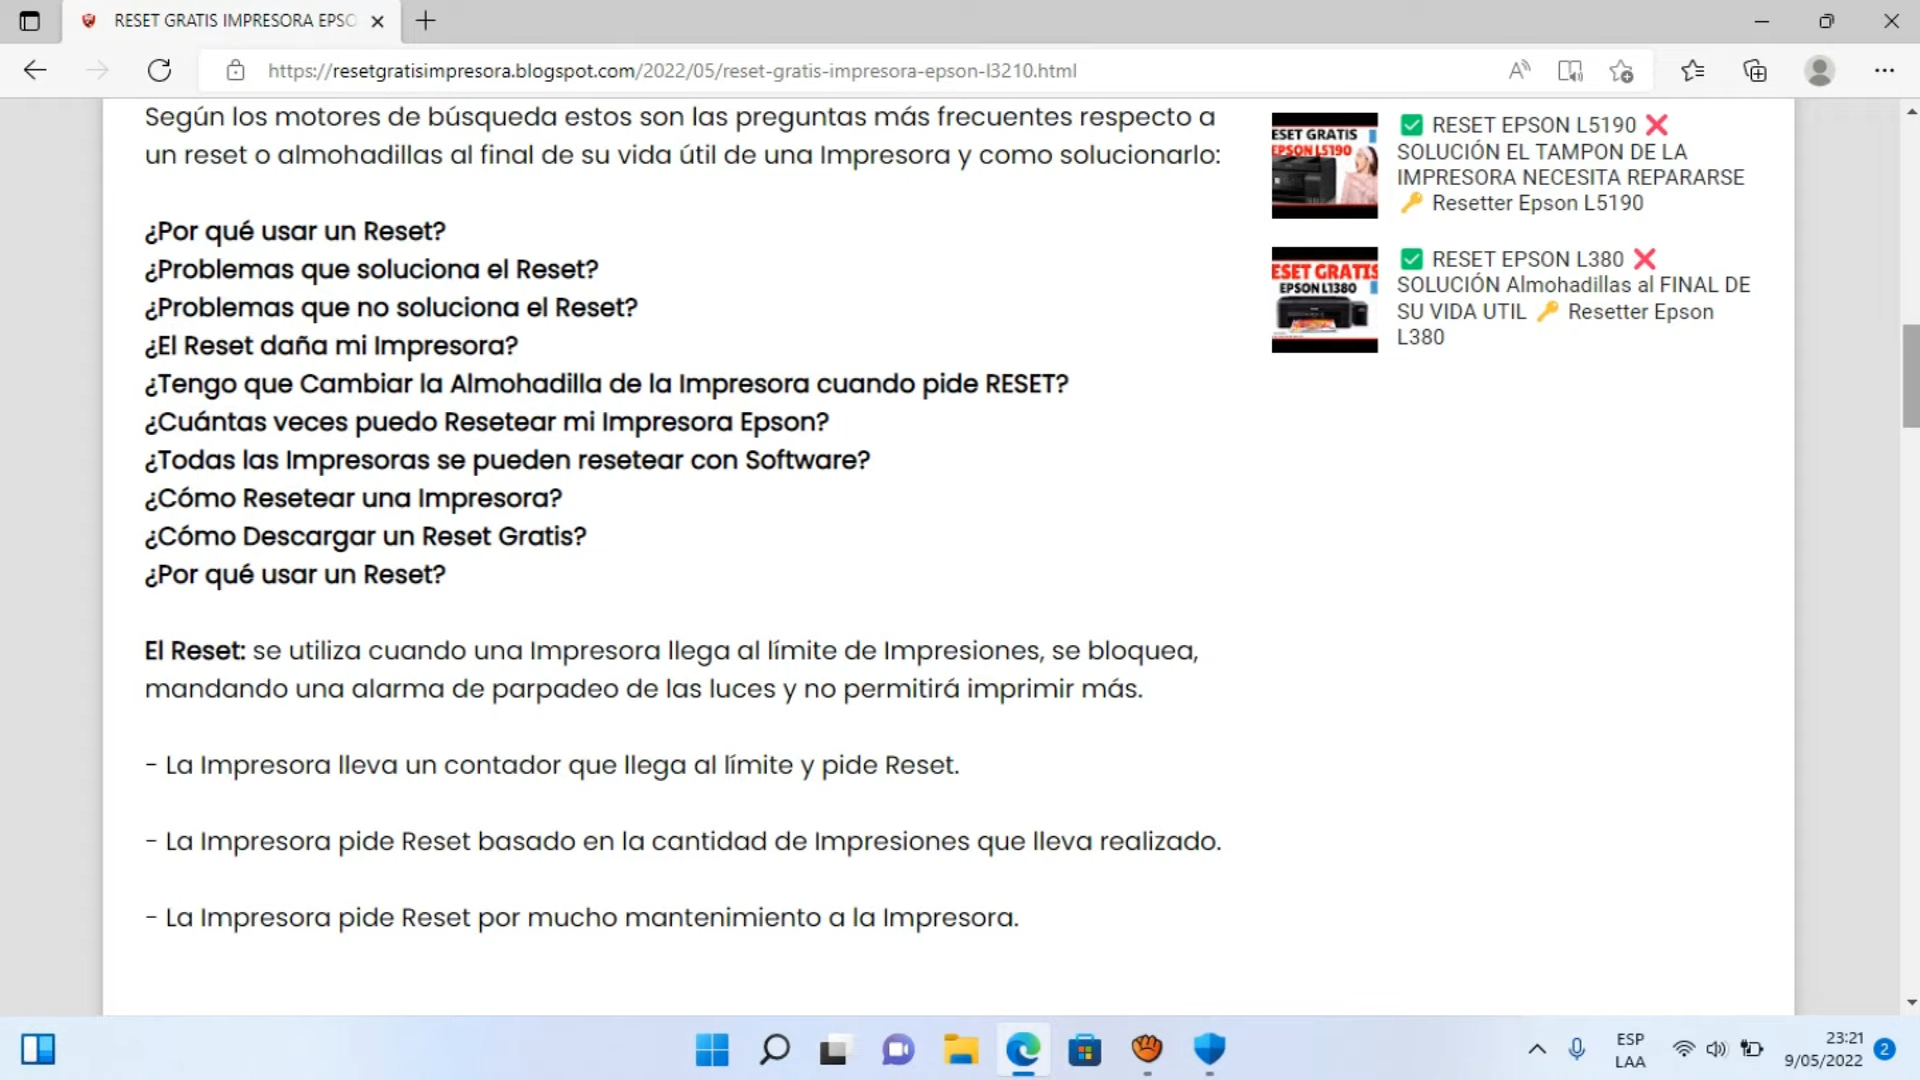 RESET GRATIS IMPRESORA EPSO
https://resetgratisimpresora.blogspot.com/2022/05/reset-gratis-impresora-epson-l3210.html
Según los motores de búsqueda estos son las preguntas más frecuentes respecto a
un reset o almohadillas al final de su vida útil de una Impresora y como solucionarlo:
¿Por qué usar un Reset?
¿Problemas que soluciona el Reset?
¿Problemas que no soluciona el Reset?
¿El Reset daña mi Impresora?
¿Tengo que Cambiar la Almohadilla de la Impresora cuando pide RESET?
¿Cuántas veces puedo Resetear mi Impresora Epson?
¿Todas las Impresoras se pueden resetear con Software?
¿Cómo Resetear una Impresora?
¿Cómo Descargar un Reset Gratis?
¿Por qué usar un Reset?
El Reset: se utiliza cuando una Impresora llega al límite de Impresiones, se bloquea,
mandando una alarma de parpadeo de las luces y no permitirá imprimir más.
- La Impresora lleva un contador que llega al límite y pide Reset.
- La Impresora pide Reset basado en la cantidad de Impresiones que lleva realizado.
- La Impresora pide Reset por mucho mantenimiento a la Impresora.
ESET GRATIS
EPSON L5190
✅ RESET EPSON L5190 ❌
SOLUCIÓN EL TAMPON DE LA
IMPRESORA NECESITA REPARARSE
🔑 Resetter Epson L5190
ESET GRATIS
EPSON L1380
✅ RESET EPSON L380 ❌
SOLUCIÓN Almohadillas al FINAL DE
SU VIDA UTIL 🔑 Resetter Epson
L380
ESP
LAA
23:21
9/05/2022
2